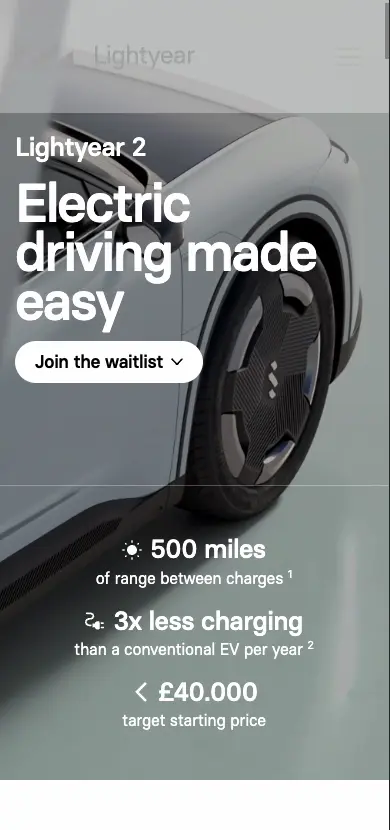 Lightyear
Lightyear 2
Electric
driving made
easy
Join the waitlist
500 miles
of range between charges ¹
3x less charging
than a conventional EV per year ²
< £40.000
target starting price